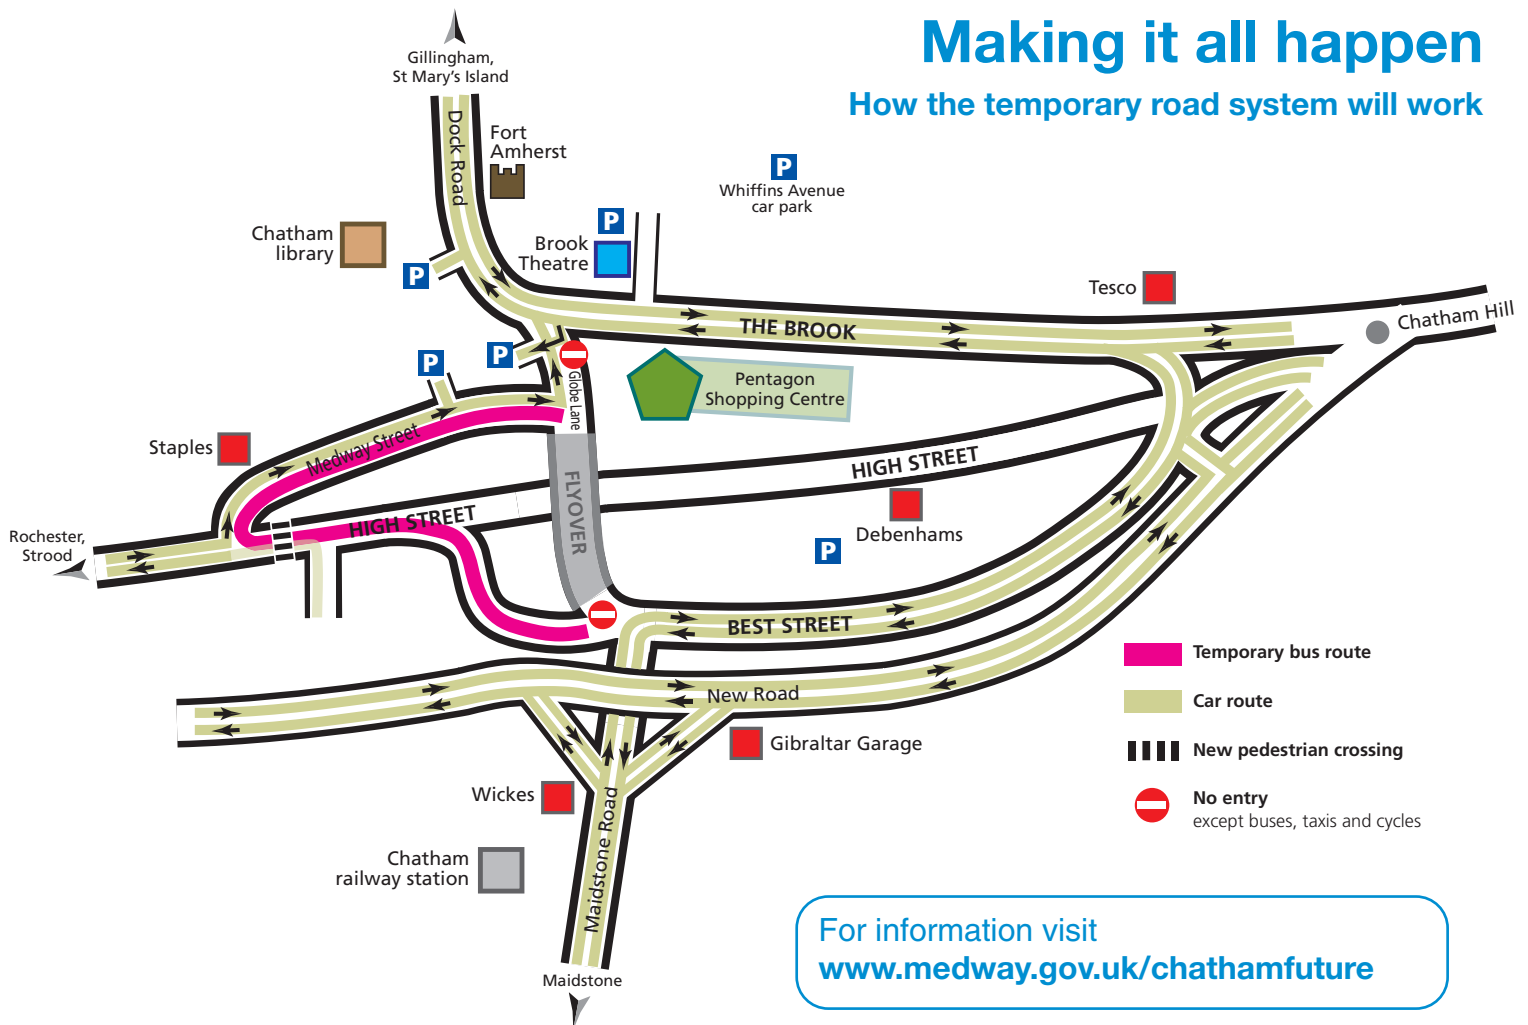 Making it all happen
How the temporary road system will work
Gillingham,
St Mary's Island
Dock Road
Fort
Amherst
P
Whiffins Avenue
car park
Chatham
library
P
P
Brook
Theatre
Tesco
Chatham Hill
THE BROOK
P
P
Globe Lane
Pentagon
Shopping Centre
Staples
Medway Street
HIGH STREET
HIGH STREET
FLYOVER
Debenhams
P
Rochester,
Strood
BEST STREET
New Road
Gibraltar Garage
Wickes
Maidstone Road
Chatham
railway station
Maidstone
Temporary bus route
Car route
New pedestrian crossing
No entry
except buses, taxis and cycles
For information visit
www.medway.gov.uk/chathamfuture